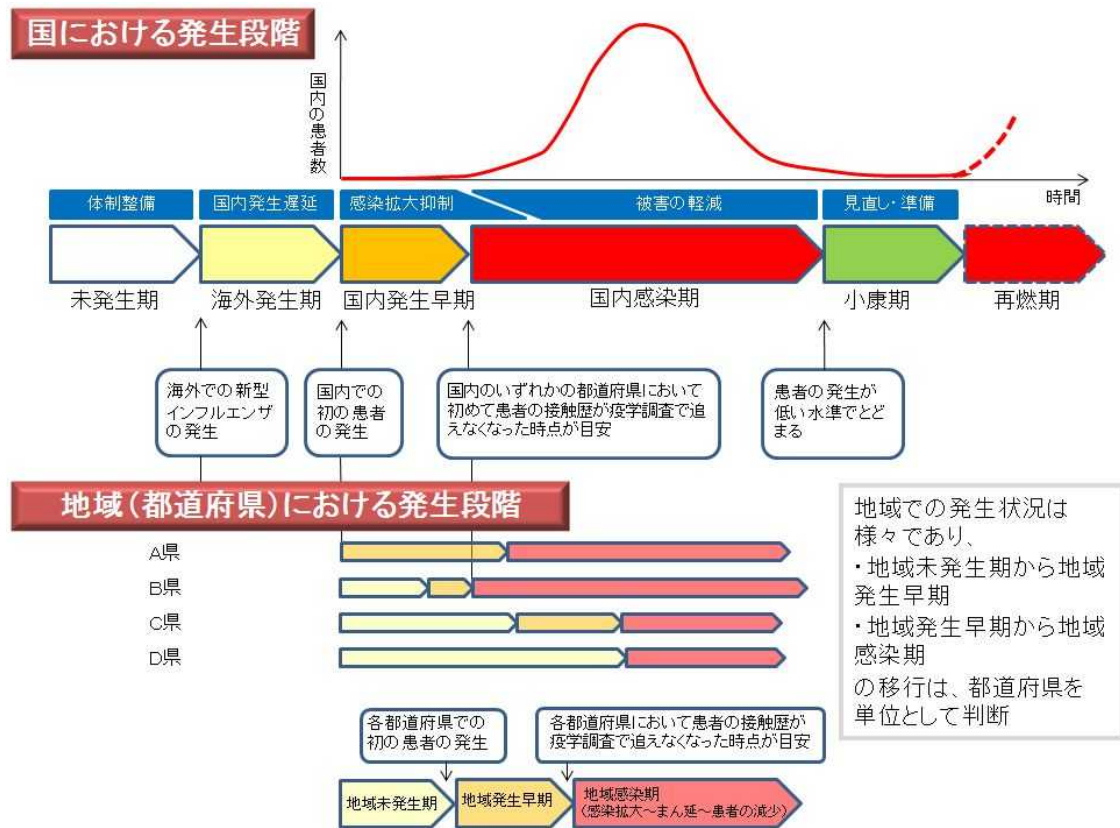 国における発生段階
国内の患者数
時間
体制整備
国内発生遅延
感染拡大抑制
被害の軽減
見直し・準備
未発生期
海外発生期
国内発生早期
国内感染期
小康期
再燃期
海外での新型
インフルエンザ
の発生
国内での
初の患者
の発生
国内のいずれかの都道府県において
初めて患者の接触歴が疫学調査で追
えなくなった時点が目安
患者の発生が
低い水準でとど
まる
地域(都道府県)における発生段階
A県
B県
C県
D県
地域での発生状況は
様々であり、
・地域未発生期から地域
発生早期
・地域発生早期から地域
感染期
の移行は、都道府県を
単位として判断
各都道府県での
初の患者の発生
各都道府県において患者の接触歴が
疫学調査で追えなくなった時点が目安
地域未発生期
地域発生早期
地域感染期
(感染拡大~まん延~患者の減少)